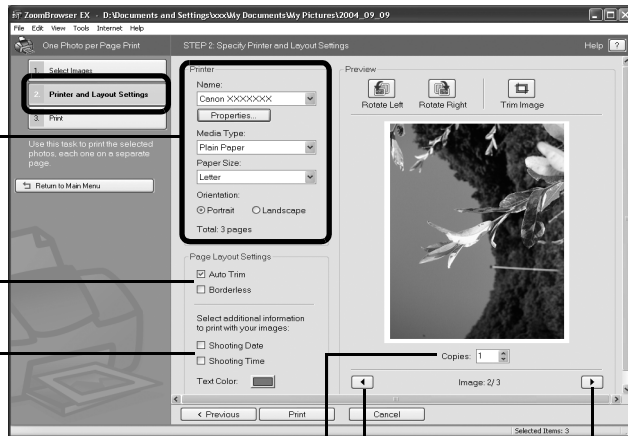 ZoomBrowser EX - D:\Documents and Settings\xxx\My Documents\My Pictures\2004_09_09
File Edit View Tools Internet Help
One Photo per Page Print
STEP 2: Specify Printer and Layout Settings
Help ?
1. Select Images
2. Printer and Layout Settings
3. Print
Use this task to print the selected
photos, each one on a separate
page.
Return to Main Menu
Printer
Name:
Canon XXXXXXX
Properties...
Media Type:
Plain Paper
Paper Size:
Letter
Orientation:
Portrait Landscape
Total: 3 pages
Page Layout Settings
Auto Trim
Borderless
Select additional information
to print with your images:
Shooting Date
Shooting Time
Text Color:
Preview
Rotate Left Rotate Right Trim Image
Copies: 1
Image: 2/3
< Previous Print Cancel
Selected Items: 3